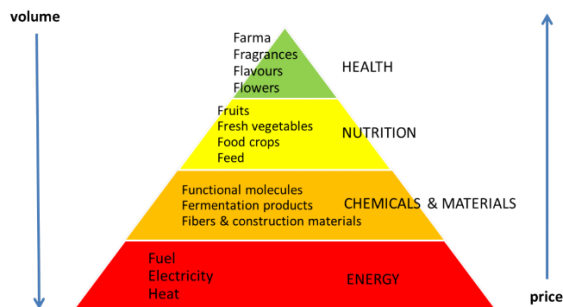 volume
Farma
Fragrances
Flavours
Flowers
HEALTH
Fruits
Fresh vegetables
Food crops
Feed
NUTRITION
Functional molecules
Fermentation products
Fibers & construction materials
CHEMICALS & MATERIALS
Fuel
Electricity
Heat
ENERGY
price